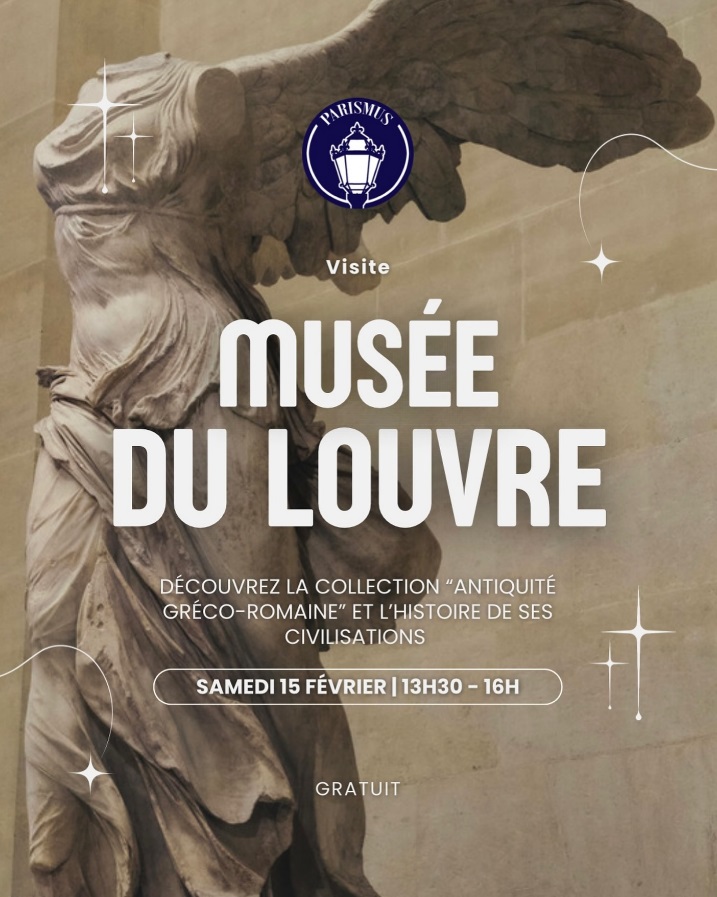 PARISMUS
Visite
MUSÉE
DU LOUVRE
DÉCOUVREZ LA COLLECTION “ANTIQUITÉ
GRÉCO-ROMAINE” ET L’HISTOIRE DE SES
CIVILISATIONS
SAMEDI 15 FÉVRIER | 13H30 - 16H
GRATUIT